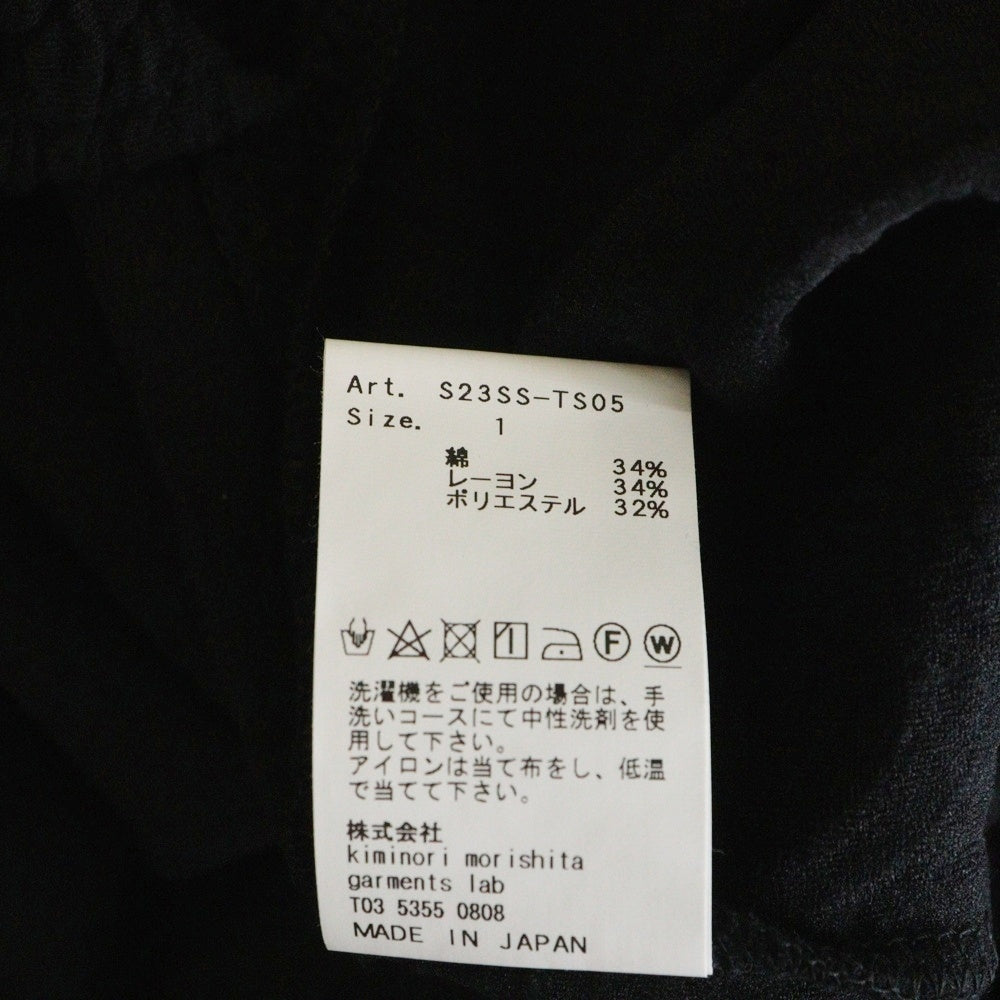 Art. S23SS-TS05
Size. 1
綿 34%
レーヨン 34%
ポリエステル 32%
F W
洗濯機をご使用の場合は、手
洗いコースにて中性洗剤を使
用して下さい。
アイロンは当て布をし、低温
で当てて下さい。
株式会社
kiminori morishita
garments lab
T03 5355 0808
MADE IN JAPAN